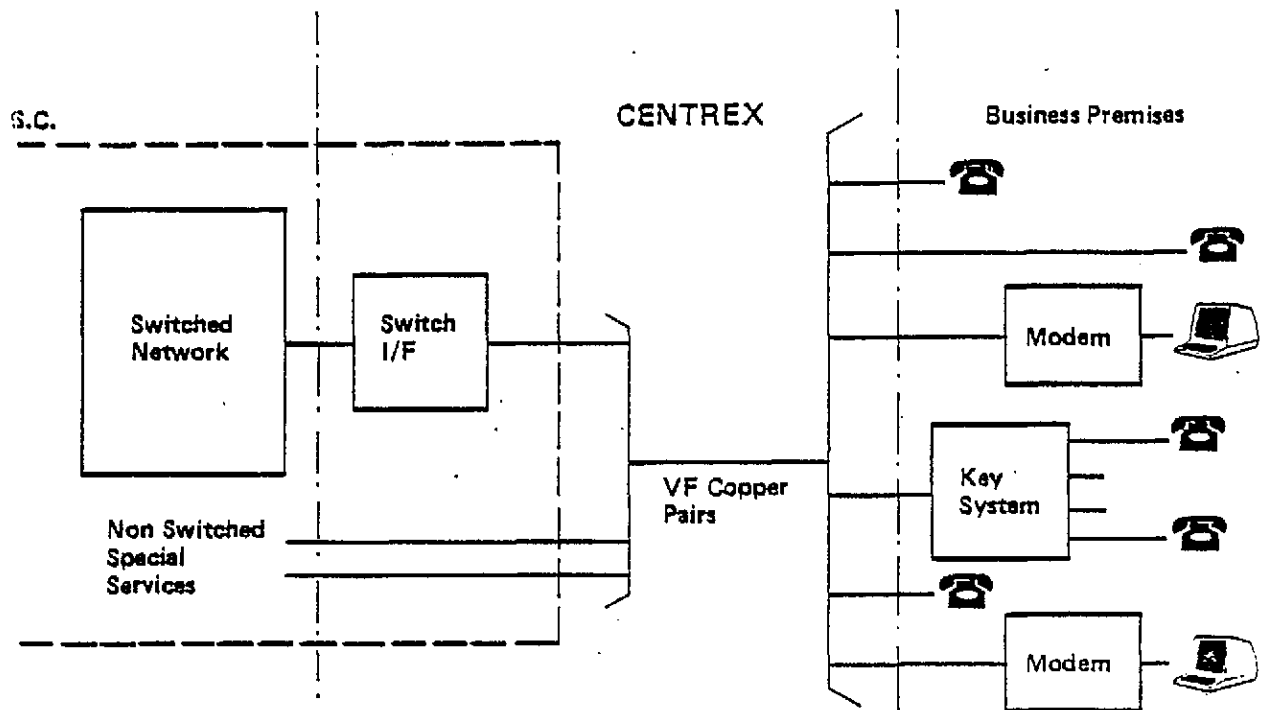 S.C.
CENTREX
Business Premises
Switched
Network
Switch
I/F
Modem
Key
System
VF Copper
Pairs
Non Switched
Special
Services
Modem